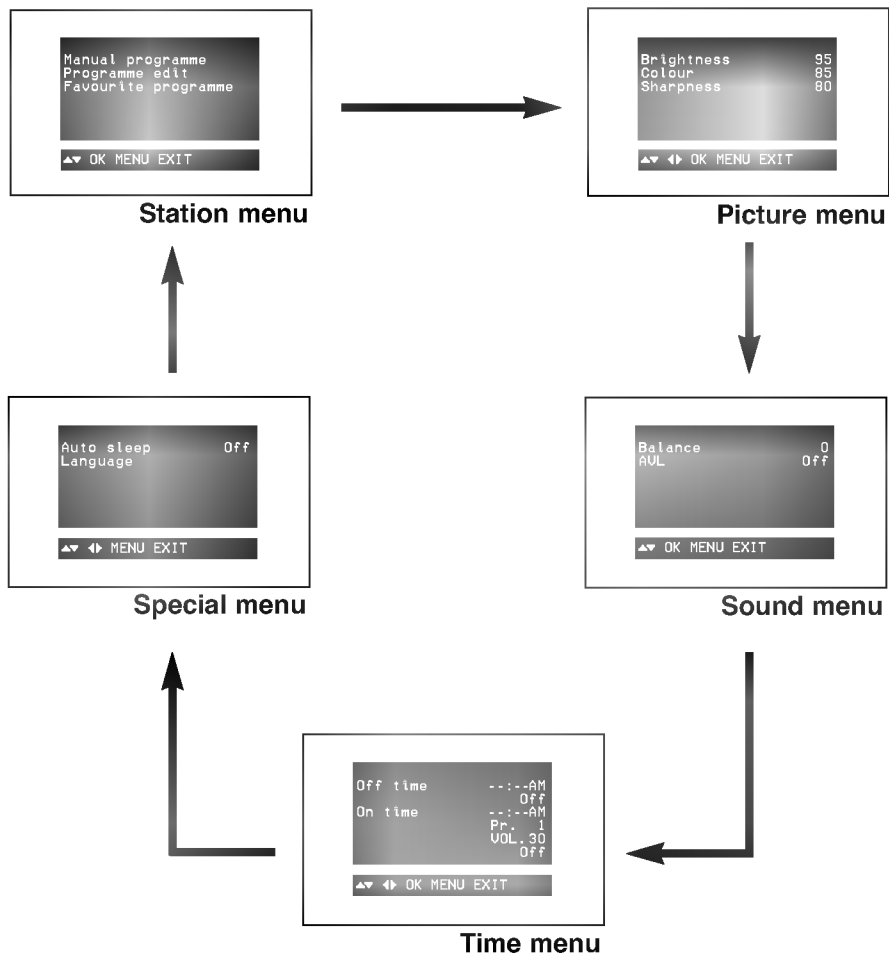 Manual programme
Programme edit
Favourite programme
▲▼ OK MENU EXIT
Station menu
Brightness 95
Colour 85
Sharpness 80
▲▼ ◀▶ OK MENU EXIT
Picture menu
Auto sleep Off
Language
▲▼ ◀▶ MENU EXIT
Special menu
Balance 0
AVL Off
▲▼ OK MENU EXIT
Sound menu
Off time --:--AM
Off
On time --:--AM
Pr. 1
VOL.30
Off
▲▼ ◀▶ OK MENU EXIT
Time menu